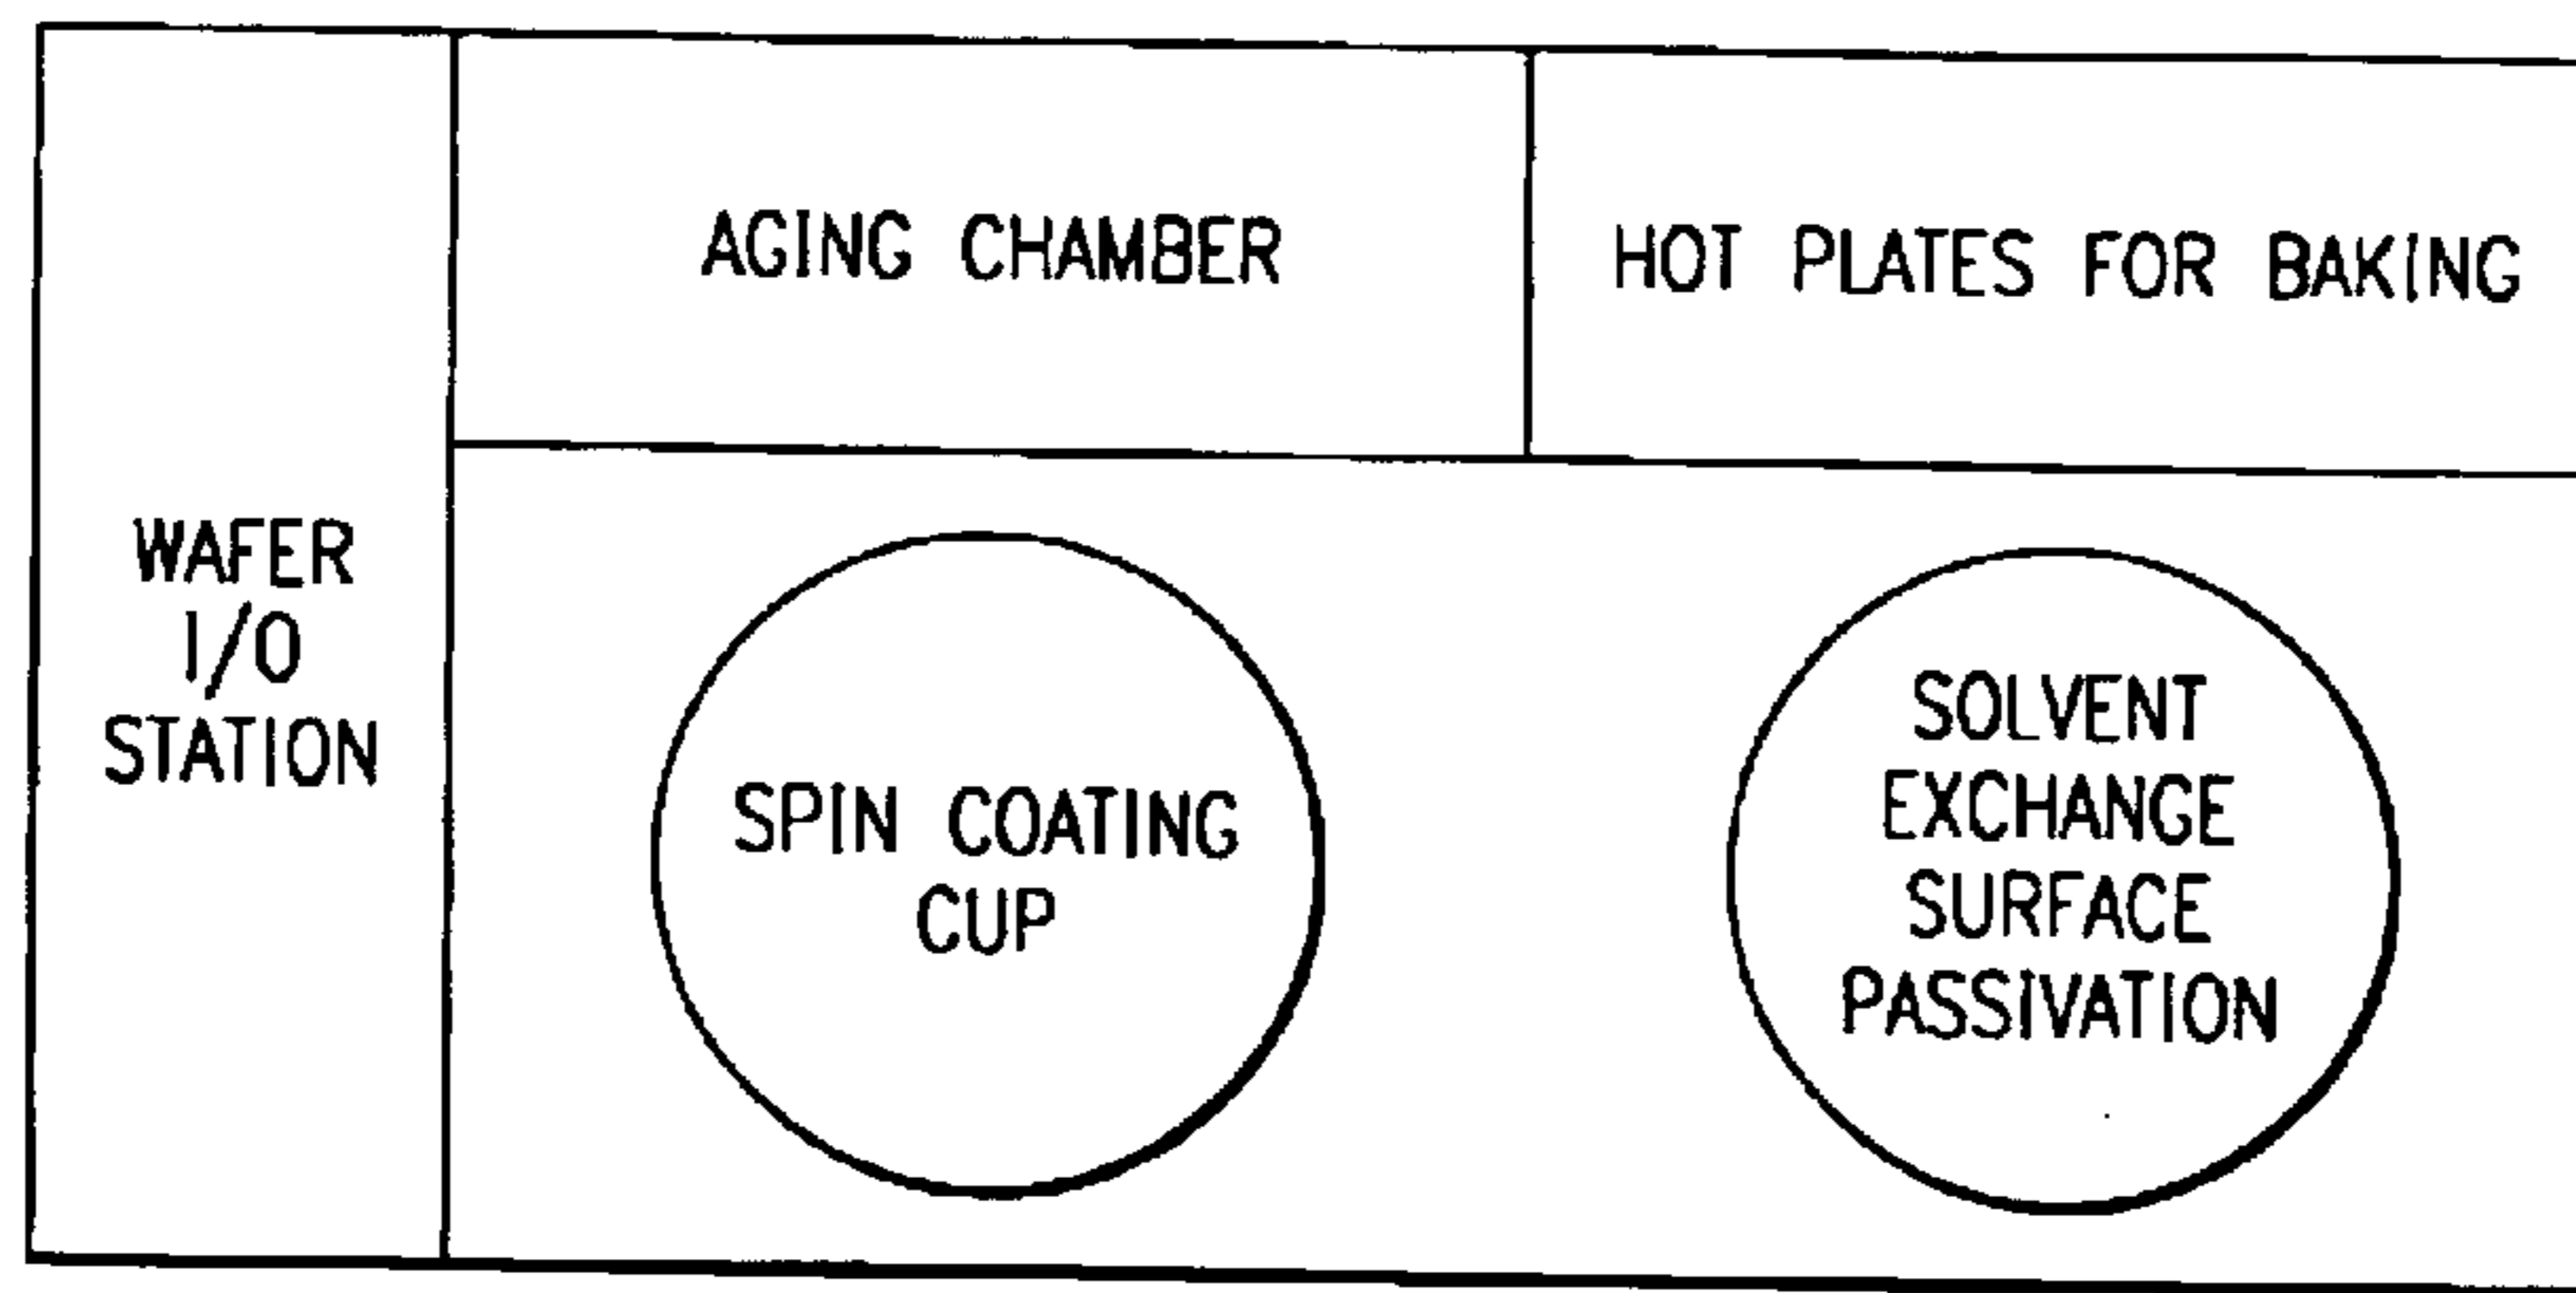 WAFER
I/O
STATION
AGING CHAMBER
HOT PLATES FOR BAKING
SPIN COATING
CUP
SOLVENT
EXCHANGE
SURFACE
PASSIVATION